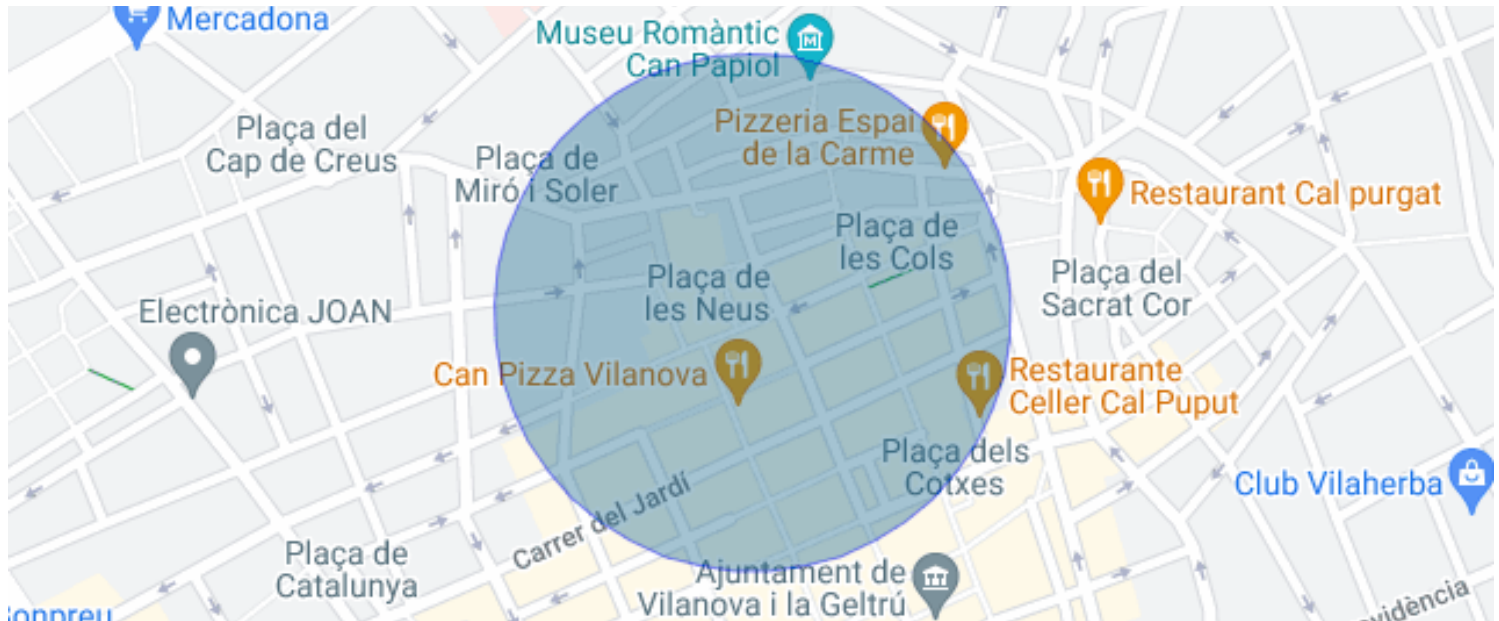 Mercadona
Museu Romàntic
Can Papiol
Plaça del
Cap de Creus
Plaça de
Miró i Soler
Pizzeria Espai
de la Carme
Restaurant Cal purgat
Plaça de
les Cols
Plaça de
les Neus
Plaça del
Sacrat Cor
Electrònica JOAN
Can Pizza Vilanova
Restaurante
Celler Cal Puput
Plaça dels
Cotxes
Club Vilaherba
Carrer del Jardí
Plaça de
Catalunya
Ajuntament de
Vilanova i la Geltrú